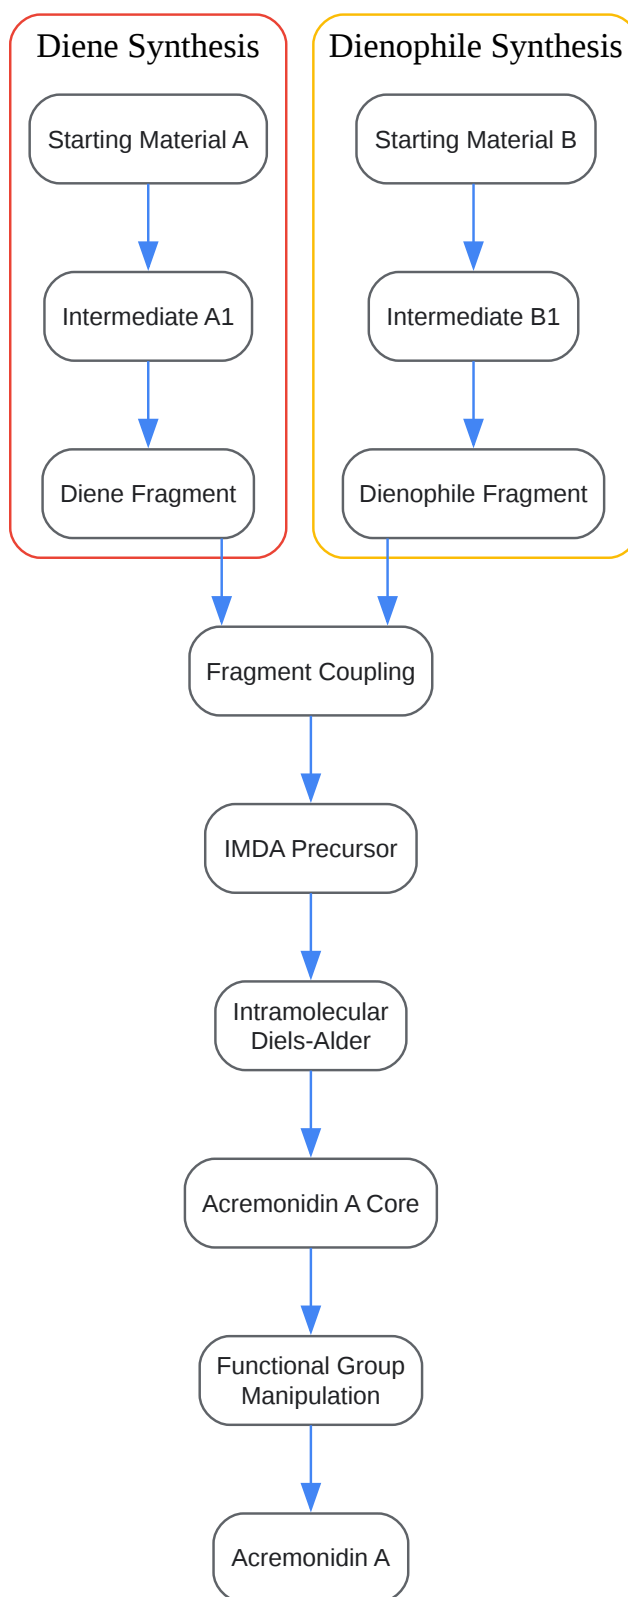 Diene Synthesis
Starting Material A
Intermediate A1
Diene Fragment
Dienophile Synthesis
Starting Material B
Intermediate B1
Dienophile Fragment
Fragment Coupling
IMDA Precursor
Intramolecular
Diels-Alder
Acremonidin A Core
Functional Group
Manipulation
Acremonidin A